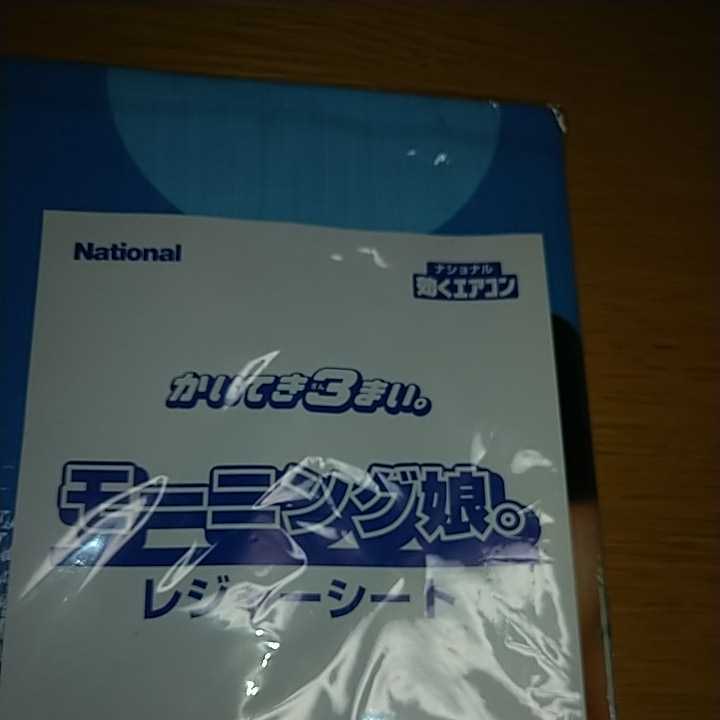 National
ナショナル
効くエアコン
かいてき3まい。
モーニング娘。
レジャーシート